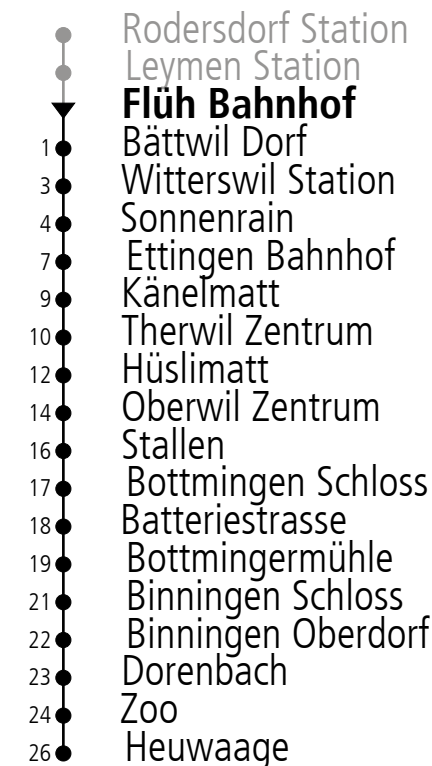 Rodersdorf Station
Leymen Station
Flüh Bahnhof
1 Bättwil Dorf
3 Witterswil Station
4 Sonnenrain
7 Ettingen Bahnhof
9 Känelmatt
10 Therwil Zentrum
12 Hüslimatt
14 Oberwil Zentrum
16 Stallen
17 Bottmingen Schloss
18 Batteriestrasse
19 Bottmingermühle
21 Binningen Schloss
22 Binningen Oberdorf
23 Dorenbach
24 Zoo
26 Heuwaage